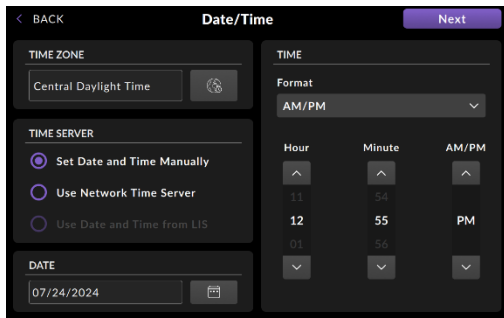 BACK
Date/Time
Next
TIME ZONE
Central Daylight Time
TIME SERVER
Set Date and Time Manually
Use Network Time Server
Use Date and Time from LIS
DATE
07/24/2024
TIME
Format
AM/PM
Hour Minute AM/PM
11 54
12 55 PM
01 56